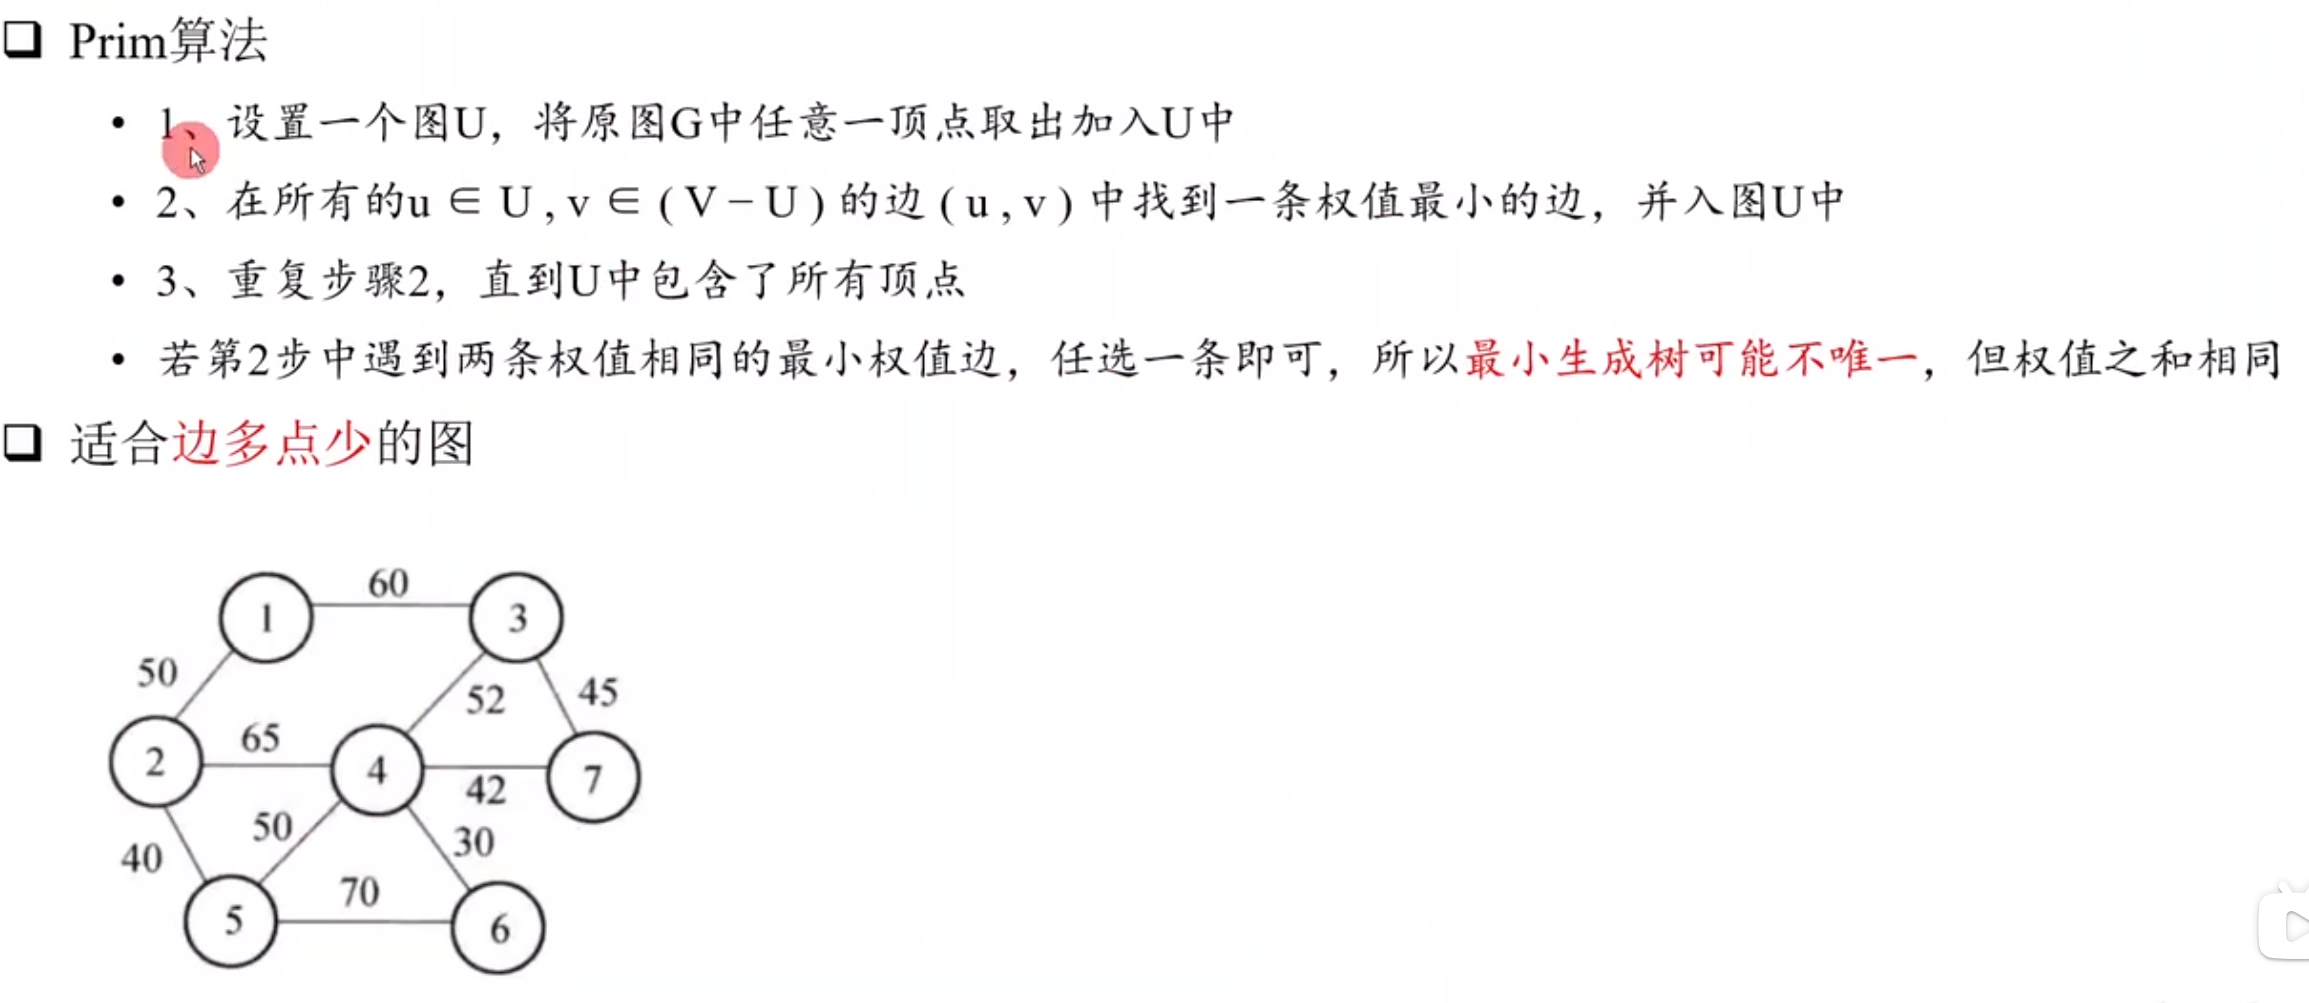 Prim算法
1、设置一个图U，将原图G中任意一顶点取出加入U中
2、在所有的u ∈ U , v ∈ ( V − U ) 的边 ( u , v ) 中找到一条权值最小的边，并入图U中
3、重复步骤2，直到U中包含了所有顶点
若第2步中遇到两条权值相同的最小权值边，任选一条即可，所以最小生成树可能不唯一，但权值之和相同
适合边多点少的图
60
1 3
50 52 45
65
2 4 7
42
50 30
40
70
5 6